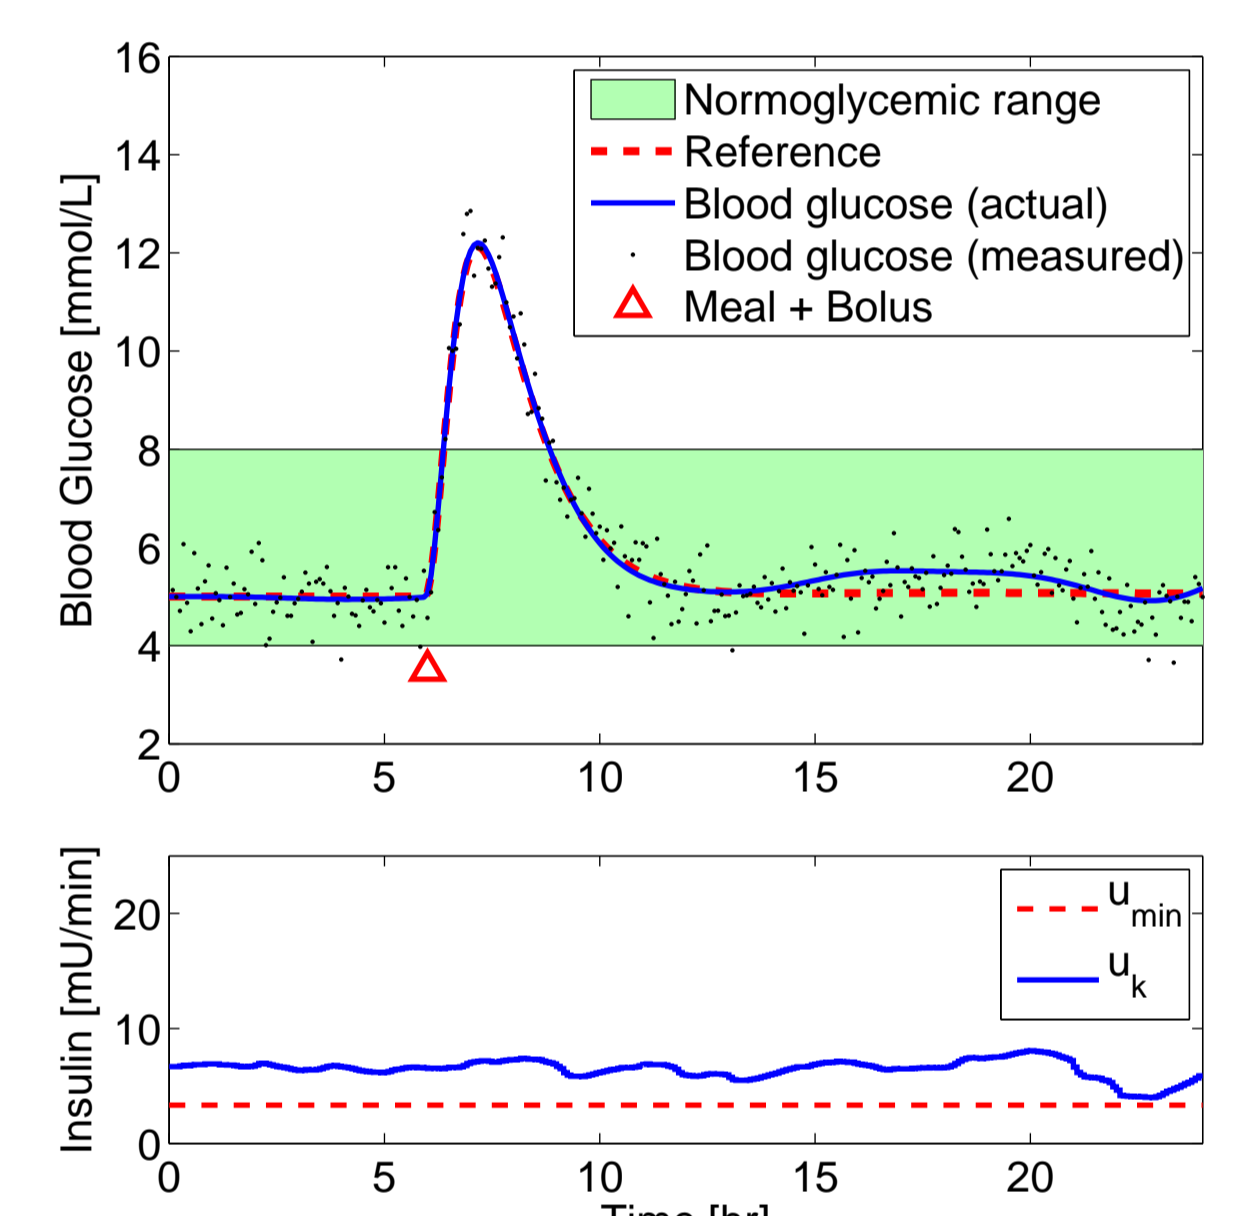 16
14
12
10
8
6
4
2
Blood Glucose [mmol/L]
Normoglycemic range
Reference
Blood glucose (actual)
Blood glucose (measured)
Meal + Bolus
0 5 10 15 20
20
10
0
Insulin [mU/min]
u_min
u_k
0 5 10 15 20
Time [hr]